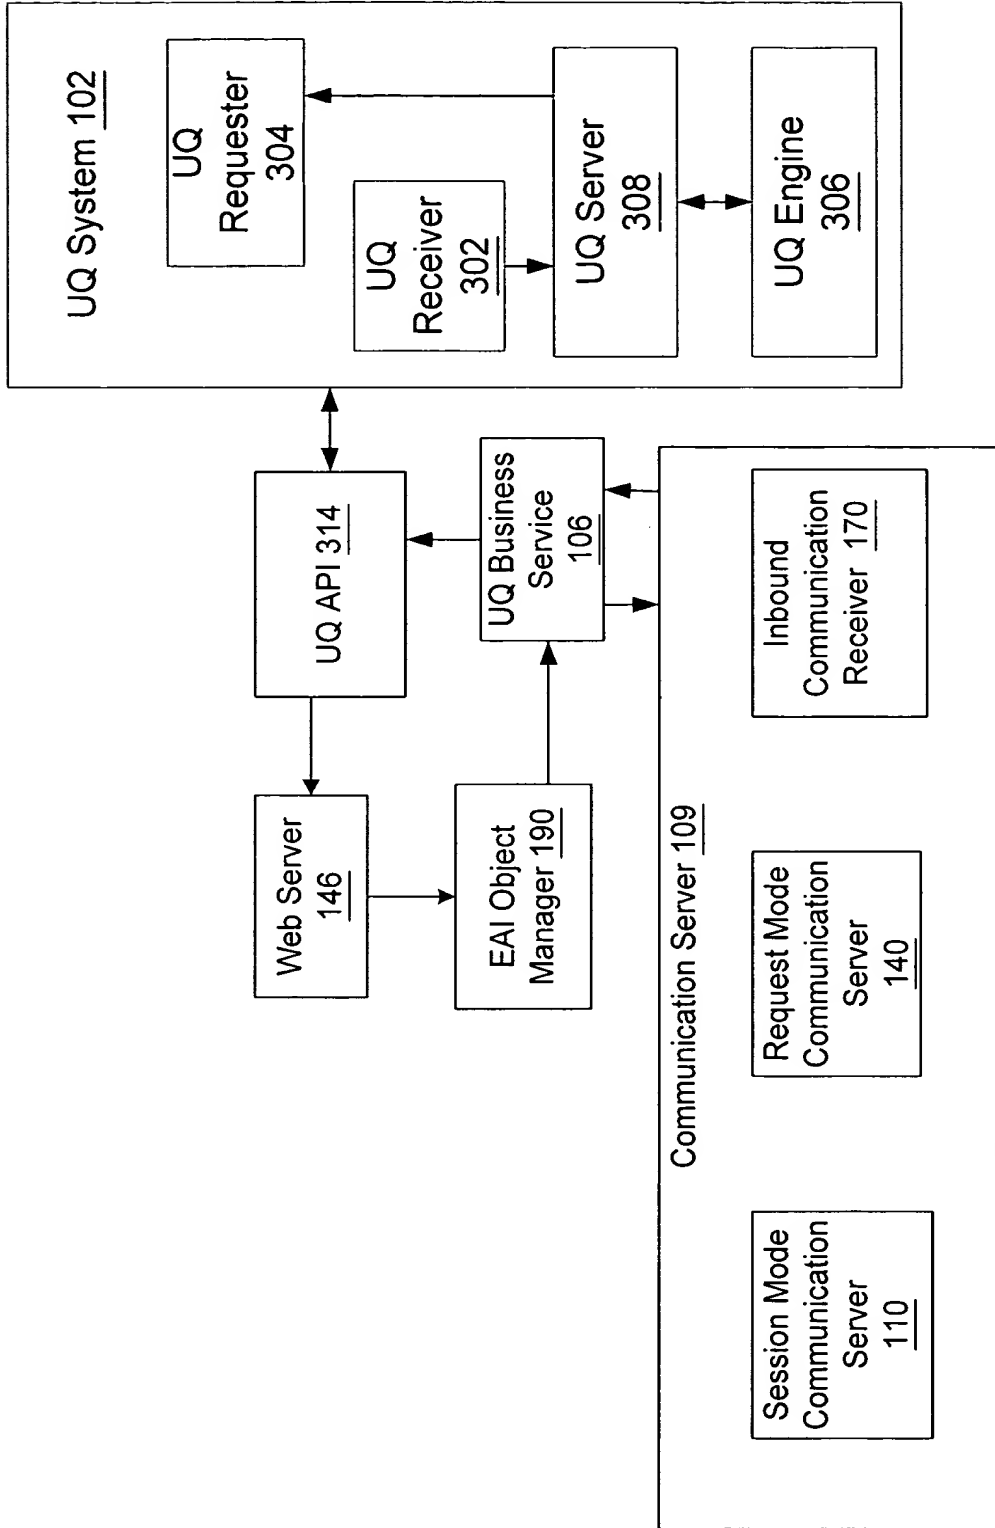 UQ System 102
UQ
Requester
304
UQ
Receiver
302
UQ Server
308
UQ Engine
306
UQ API 314
UQ Business
Service
106
Web Server
146
EAI Object
Manager 190
Communication Server 109
Session Mode
Communication
Server
110
Request Mode
Communication
Server
140
Inbound
Communication
Receiver 170